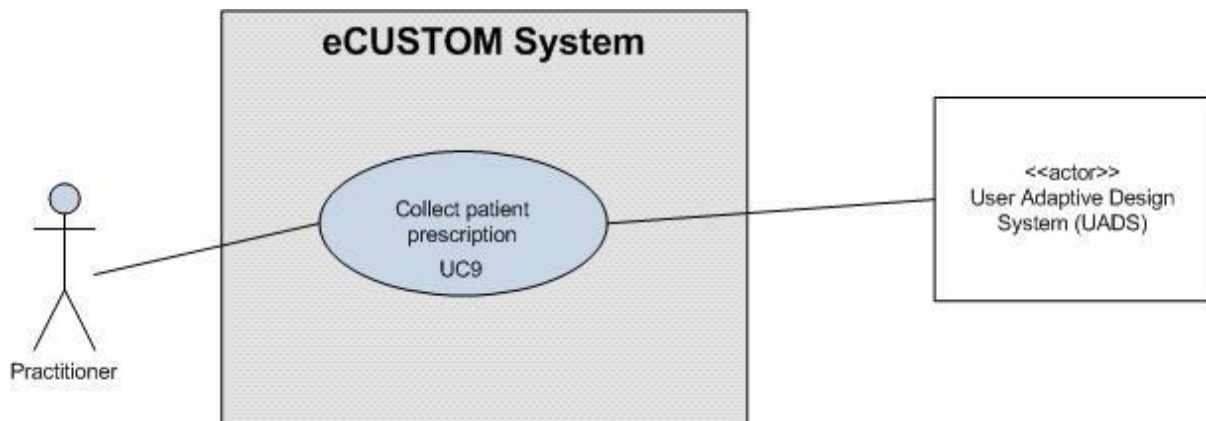 eCUSTOM System
Collect patient
prescription
UC9
<<actor>>
User Adaptive Design
System (UADS)
Practitioner